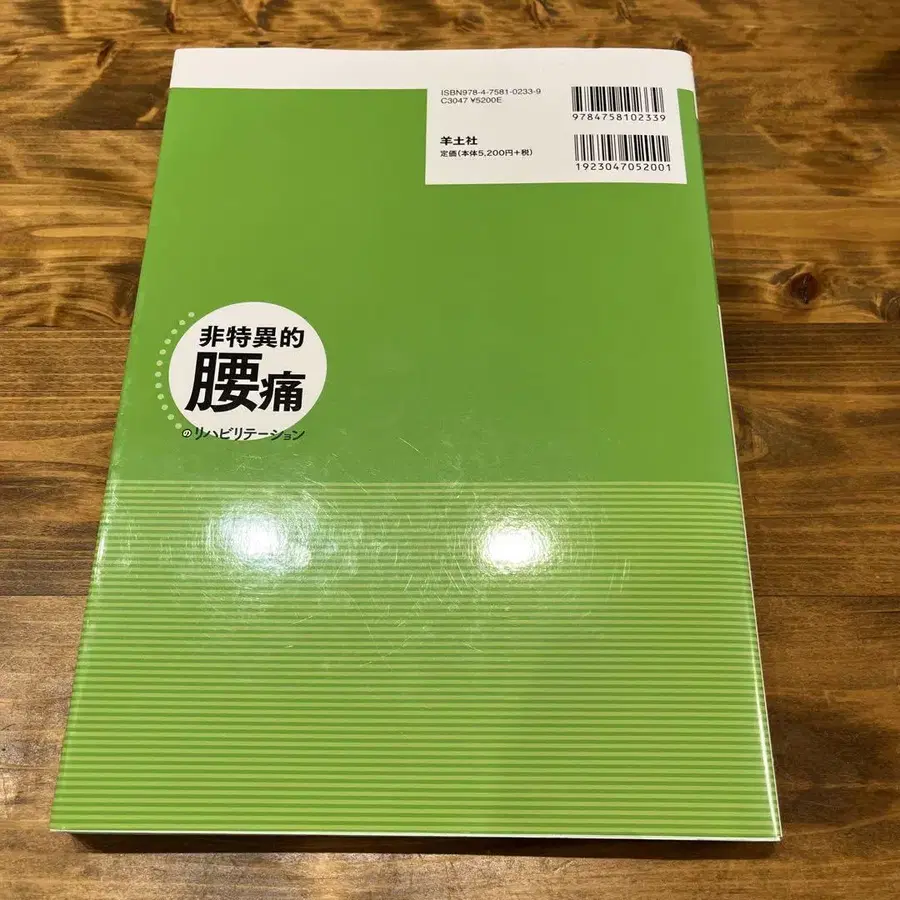 ISBN978-4-7581-0233-9
C3047 ¥5200E
9784758102339
羊土社
定価(本体5,200円+税)
1923047052001
非特異的
腰痛
のリハビリテーション